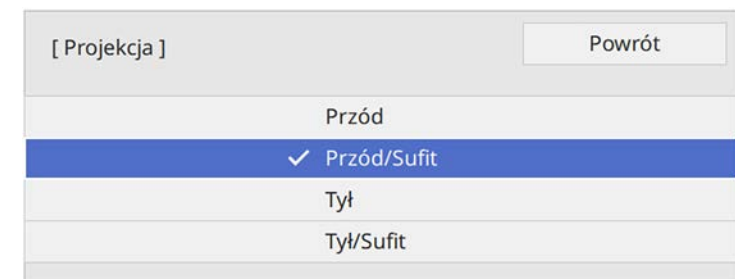 [ Projekcja ]
Powrót
Przód
Przód/Sufit
Tył
Tył/Sufit